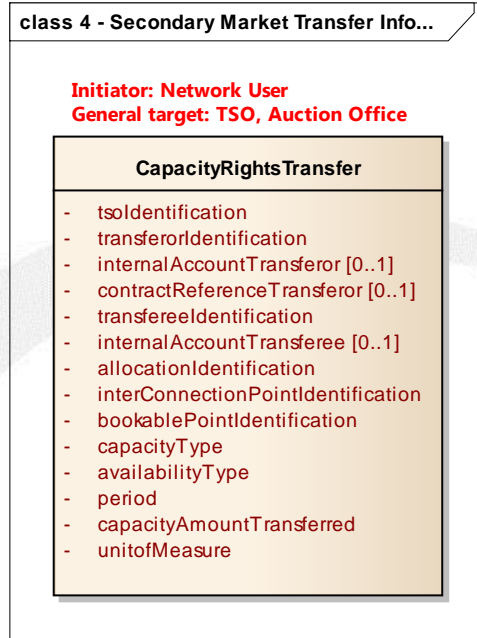 class 4 - Secondary Market Transfer Info...
Initiator: Network User
General target: TSO, Auction Office
CapacityRightsTransfer
- tsoIdentification
- transferorIdentification
- internalAccountTransferor [0..1]
- contractReferenceTransferor [0..1]
- transfereeIdentification
- internalAccountTransferee [0..1]
- allocationIdentification
- interConnectionPointIdentification
- bookablePointIdentification
- capacityType
- availabilityType
- period
- capacityAmountTransferred
- unitofMeasure